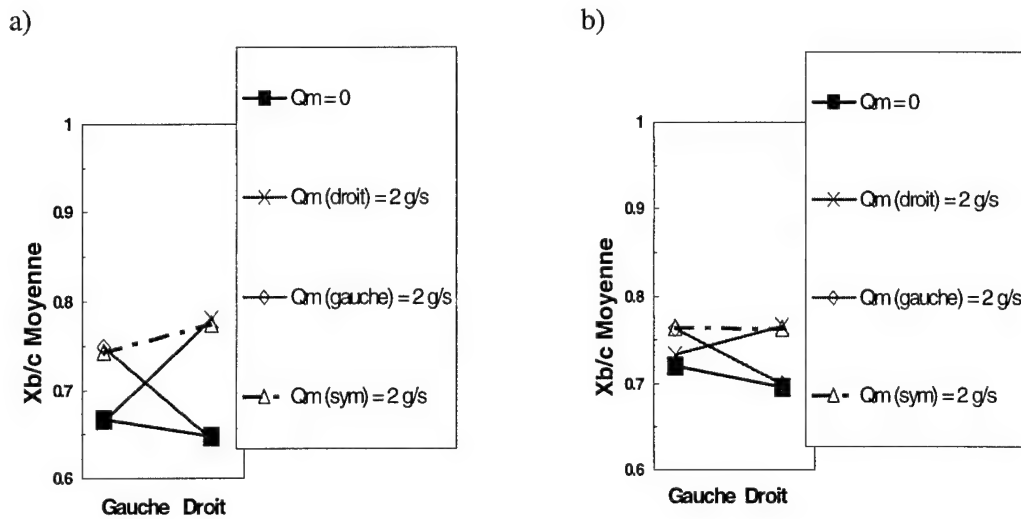 a)
Qm = 0
Qm (droit) = 2 g/s
Qm (gauche) = 2 g/s
Qm (sym) = 2 g/s
Xb/c Moyenne
1
0.9
0.8
0.7
0.6
Gauche Droit
b)
Qm = 0
Qm (droit) = 2 g/s
Qm (gauche) = 2 g/s
Qm (sym) = 2 g/s
Xb/c Moyenne
1
0.9
0.8
0.7
0.6
Gauche Droit